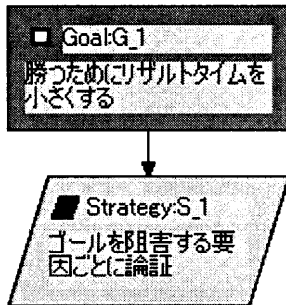 Goal:G_1
勝つためにリザルトタイムを
小さくする
Strategy:S_1
ゴールを阻害する要
因ごとに論証